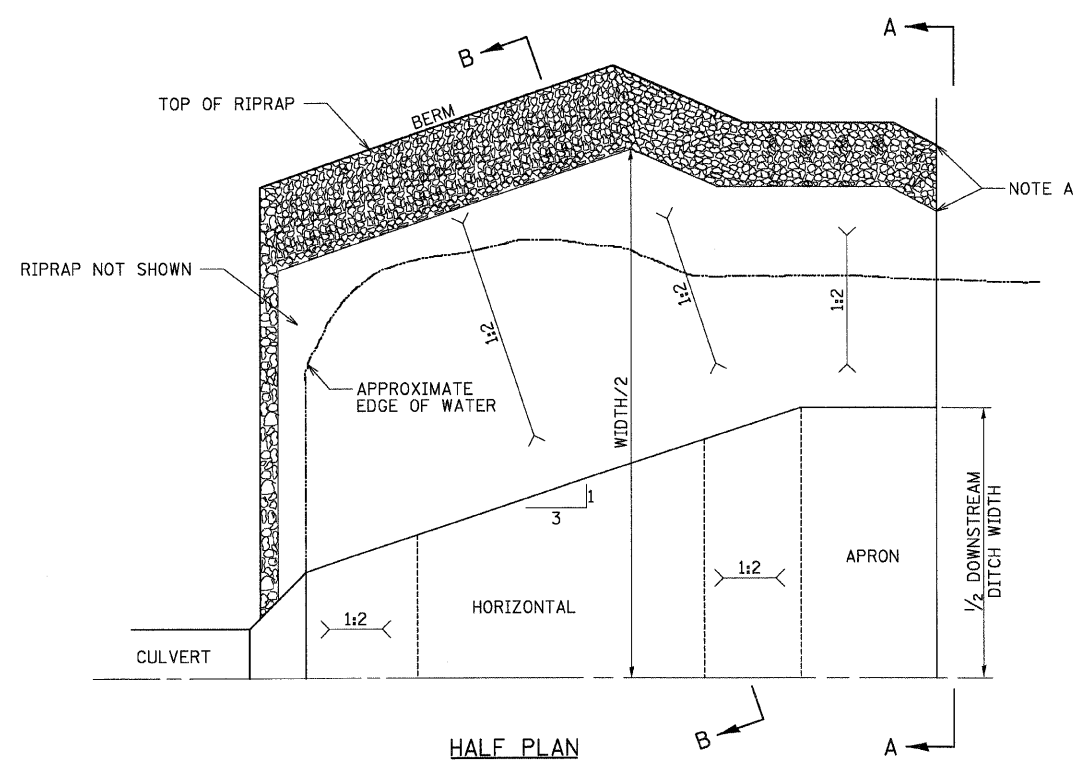 A
B
TOP OF RIPRAP
BERM
NOTE A
RIPRAP NOT SHOWN
1:2
1:2
1:2
APPROXIMATE
EDGE OF WATER
WIDTH/2
1
3
1/2 DOWNSTREAM
DITCH WIDTH
APRON
1:2
HORIZONTAL
1:2
CULVERT
B
A
HALF PLAN